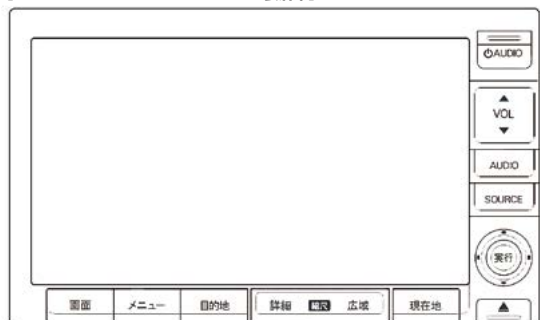 ⏻AUDIO
VOL
AUDIO
SOURCE
実行
画面 メニュー 目的地 詳細 縮尺 広域 現在地